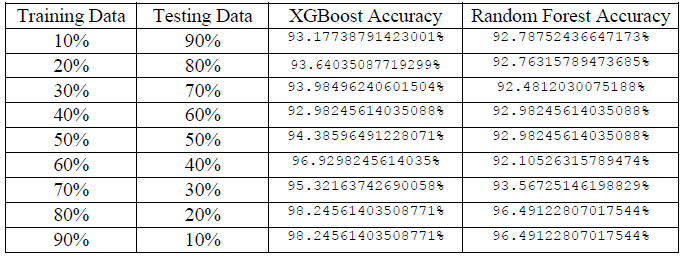 Training Data Testing Data XGBoost Accuracy Random Forest Accuracy
10% 90% 93.17738791423001% 92.78752436647173%
20% 80% 93.64035087719299% 92.76315789473685%
30% 70% 93.98496240601504% 92.4812030075188%
40% 60% 92.98245614035088% 92.98245614035088%
50% 50% 94.38596491228071% 92.98245614035088%
60% 40% 96.9298245614035% 92.10526315789474%
70% 30% 95.32163742690058% 93.56725146198829%
80% 20% 98.24561403508771% 96.49122807017544%
90% 10% 98.24561403508771% 96.49122807017544%